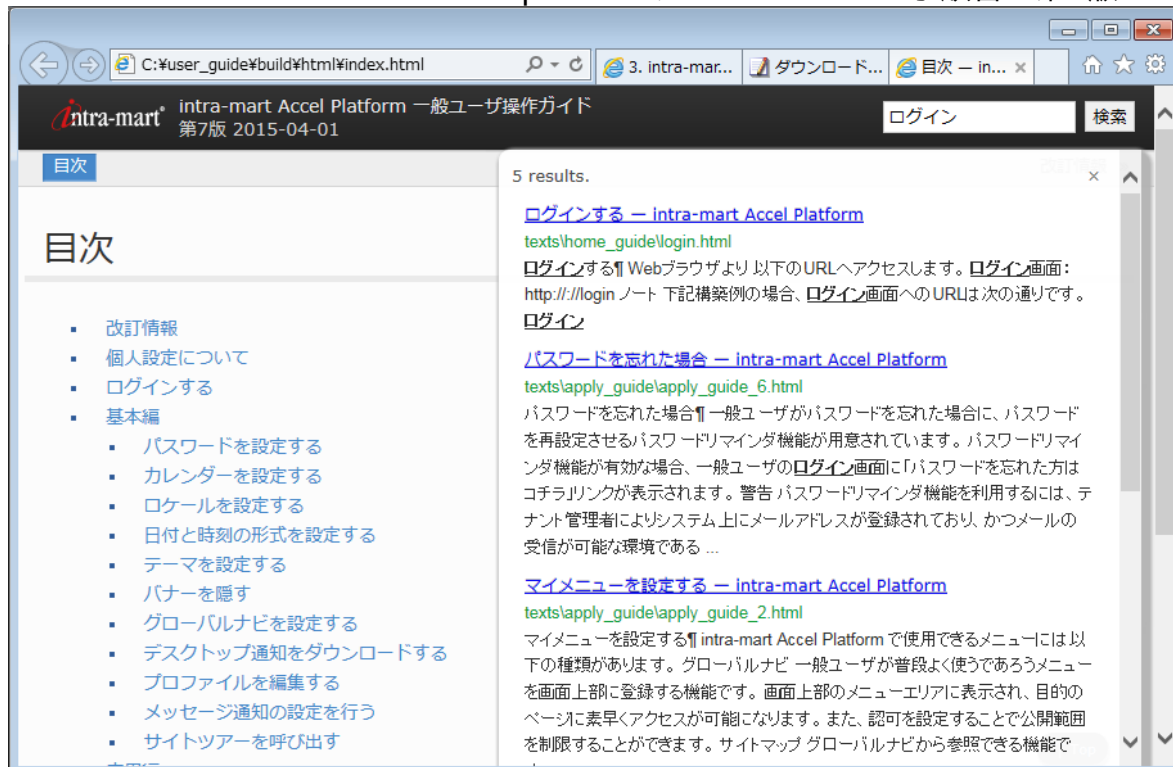 C:¥user_guide¥build¥html¥index.html
3. intra-mar...
ダウンロード...
目次 — in...
intra-mart
intra-mart Accel Platform 一般ユーザ操作ガイド
第7版 2015-04-01
ログイン
検索
目次
目次
改訂情報
個人設定について
ログインする
基本編
パスワードを設定する
カレンダーを設定する
ロケールを設定する
日付と時刻の形式を設定する
テーマを設定する
バナーを隠す
グローバルナビを設定する
デスクトップ通知をダウンロードする
プロファイルを編集する
メッセージ通知の設定を行う
サイトツアーを呼び出す
5 results.
ログインする — intra-mart Accel Platform
texts\home_guide\login.html
ログインする¶ Webブラウザより 以下のURLへアクセスします。ログイン画面：
http://://login ノート 下記構築例の場合、ログイン画面への URLは次の通りです。
ログイン
パスワードを忘れた場合 — intra-mart Accel Platform
texts\apply_guide\apply_guide_6.html
パスワードを忘れた場合¶ 一般ユーザがパスワードを忘れた場合に、パスワード
を再設定させるパスワードリマインダ機能が用意されています。パスワードリマイ
ンダ機能が有効な場合、一般ユーザのログイン画面に「パスワードを忘れた方は
コチラ」リンクが表示されます。警告 パスワードリマインダ機能を利用するには、テ
ナント管理者によりシステム上にメールアドレスが登録されており、かつメールの
受信が可能な環境である ...
マイメニューを設定する — intra-mart Accel Platform
texts\apply_guide\apply_guide_2.html
マイメニューを設定する¶ intra-mart Accel Platform で使用できるメニューには 以
下の種類があります。グローバルナビ 一般ユーザが普段よく使うであろうメニュー
を画面上部に登録する機能です。画面上部のメニューエリアに表示され、目的の
ページに素早くアクセスが可能になります。また、認可を設定することで公開範囲
を制限することができます。サイトマップ グローバルナビから参照できる機能で